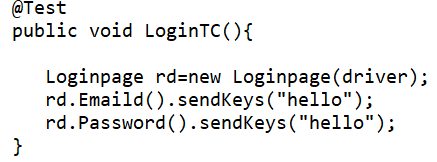 @Test
public void LoginTC(){
Loginpage rd=new Loginpage(driver);
rd.Emaild().sendKeys("hello");
rd.Password().sendKeys("hello");
}